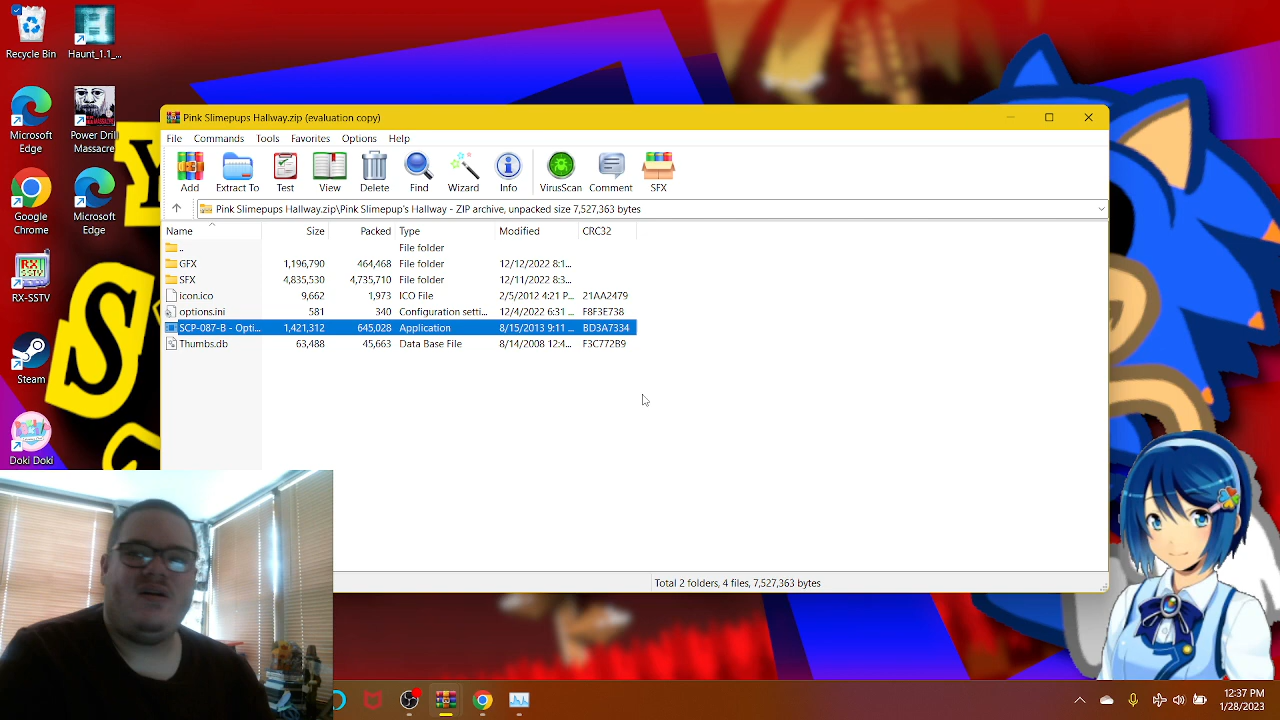 Recycle Bin
Haunt_1.1_...
Microsoft
Edge
Power Drill
Massacre
Google
Chrome
Microsoft
Edge
RX-SSTV
Steam
Doki Doki
Pink Slimepups Hallway.zip (evaluation copy)
File Commands Tools Favorites Options Help
Add Extract To Test View Delete Find Wizard Info VirusScan Comment SFX
Pink Slimepups Hallway.zip\Pink Slimepup's Hallway - ZIP archive, unpacked size 7,527,363 bytes
Name Size Packed Type Modified CRC32
.. File folder
GFX 1,196,790 464,468 File folder 12/12/2022 8:1...
SFX 4,835,530 4,735,710 File folder 12/11/2022 8:3...
icon.ico 9,662 1,973 ICO File 2/5/2012 4:21 P... 21AA2479
options.ini 581 340 Configuration setti... 12/4/2022 6:31 ... F8F3E738
SCP-087-B - Opti... 1,421,312 645,028 Application 8/15/2013 9:11 ... BD3A7334
Thumbs.db 63,488 45,663 Data Base File 8/14/2008 12:4... F3C772B9
Total 2 folders, 4 files, 7,527,363 bytes
12:37 PM
1/28/2023